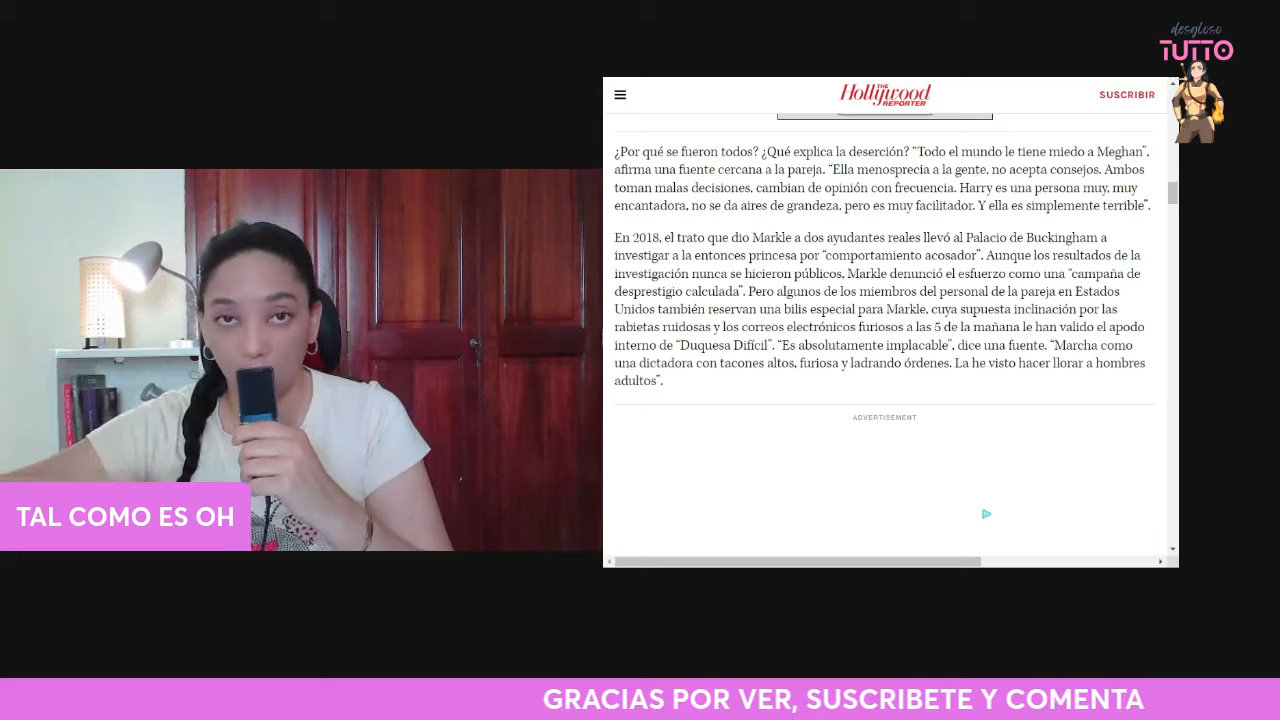 desgloso
TUTTO
THE
Hollywood
REPORTER
SUSCRIBIR
¿Por qué se fueron todos? ¿Qué explica la deserción? “Todo el mundo le tiene miedo a Meghan”,
afirma una fuente cercana a la pareja. “Ella menosprecia a la gente, no acepta consejos. Ambos
toman malas decisiones, cambian de opinión con frecuencia. Harry es una persona muy, muy
encantadora, no se da aires de grandeza, pero es muy facilitador. Y ella es simplemente terrible”.
En 2018, el trato que dio Markle a dos ayudantes reales llevó al Palacio de Buckingham a
investigar a la entonces princesa por “comportamiento acosador”. Aunque los resultados de la
investigación nunca se hicieron públicos, Markle denunció el esfuerzo como una “campaña de
desprestigio calculada”. Pero algunos de los miembros del personal de la pareja en Estados
Unidos también reservan una bilis especial para Markle, cuya supuesta inclinación por las
rabietas ruidosas y los correos electrónicos furiosos a las 5 de la mañana le han valido el apodo
interno de “Duquesa Difícil”. “Es absolutamente implacable”, dice una fuente. “Marcha como
una dictadora con tacones altos, furiosa y ladrando órdenes. La he visto hacer llorar a hombres
adultos”.
ADVERTISEMENT
TAL COMO ES OH
GRACIAS POR VER, SUSCRIBETE Y COMENTA